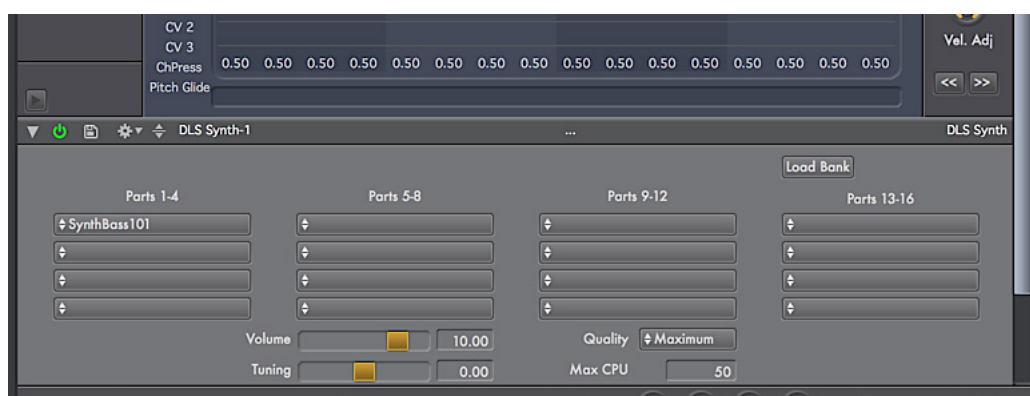 CV 2
CV 3
ChPress 0.50 0.50 0.50 0.50 0.50 0.50 0.50 0.50 0.50 0.50 0.50 0.50 0.50 0.50 0.50 0.50
Pitch Glide
Vel. Adj
<< >>
DLS Synth-1 ... DLS Synth
Load Bank
Parts 1-4 Parts 5-8 Parts 9-12 Parts 13-16
SynthBass101
Volume 10.00 Quality Maximum
Tuning 0.00 Max CPU 50